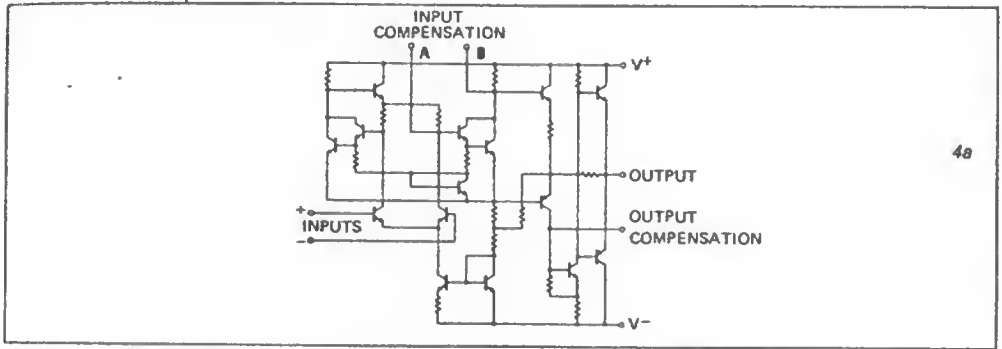 INPUT
COMPENSATION
A B
V+
4a
OUTPUT
+
INPUTS
-
OUTPUT
COMPENSATION
V-